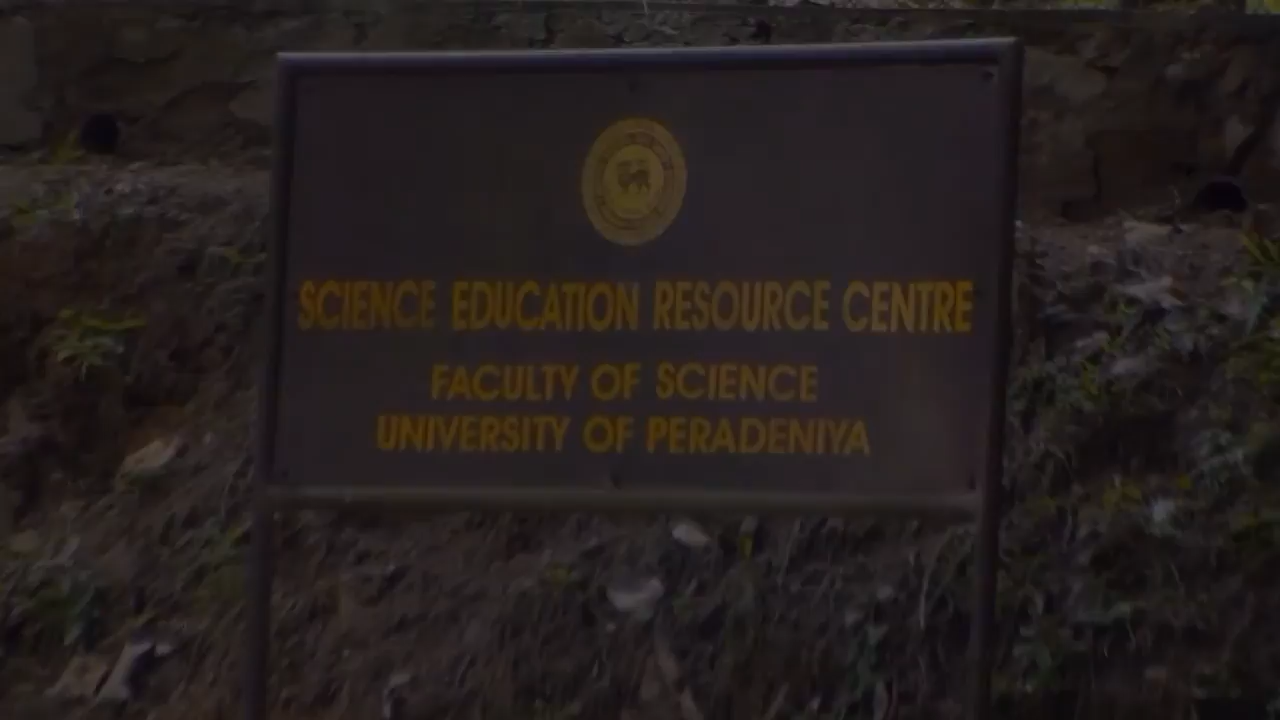 SCIENCE EDUCATION RESOURCE CENTRE
FACULTY OF SCIENCE
UNIVERSITY OF PERADENIYA